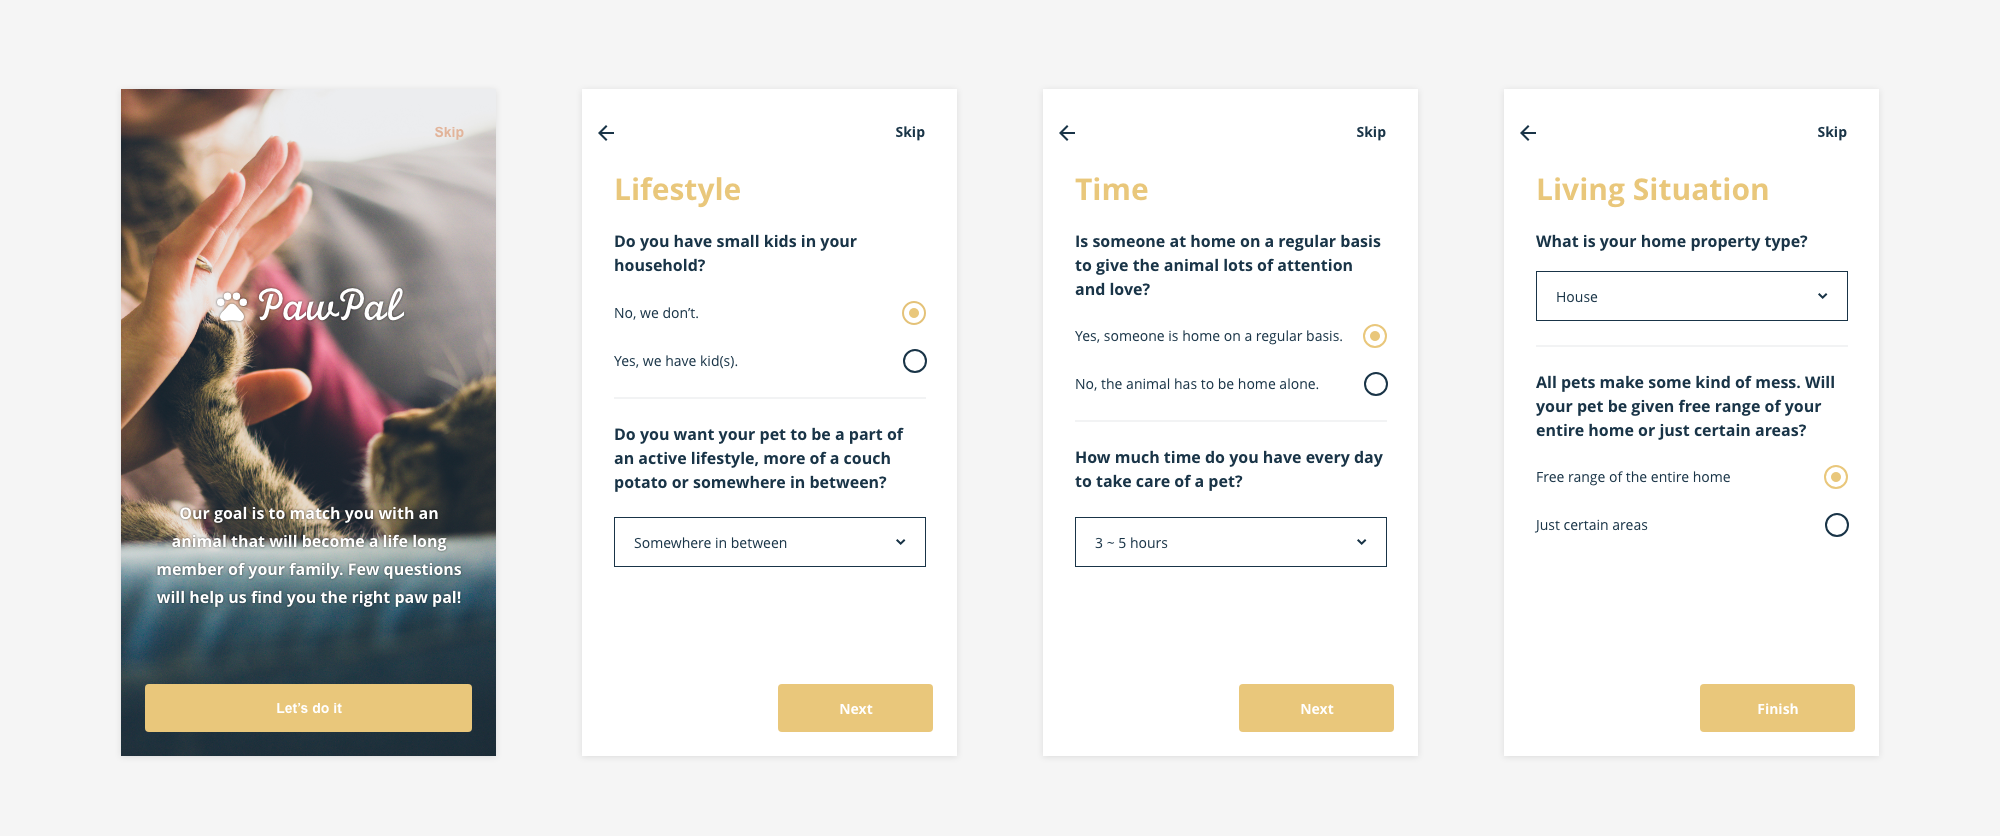 Skip
PawPal
Our goal is to match you with an
animal that will become a life long
member of your family. Few questions
will help us find you the right paw pal!
Let's do it
Skip
Lifestyle
Do you have small kids in your
household?
No, we don't.
Yes, we have kid(s).
Do you want your pet to be a part of
an active lifestyle, more of a couch
potato or somewhere in between?
Somewhere in between
Next
Skip
Time
Is someone at home on a regular basis
to give the animal lots of attention
and love?
Yes, someone is home on a regular basis.
No, the animal has to be home alone.
How much time do you have every day
to take care of a pet?
3 ~ 5 hours
Next
Skip
Living Situation
What is your home property type?
House
All pets make some kind of mess. Will
your pet be given free range of your
entire home or just certain areas?
Free range of the entire home
Just certain areas
Finish